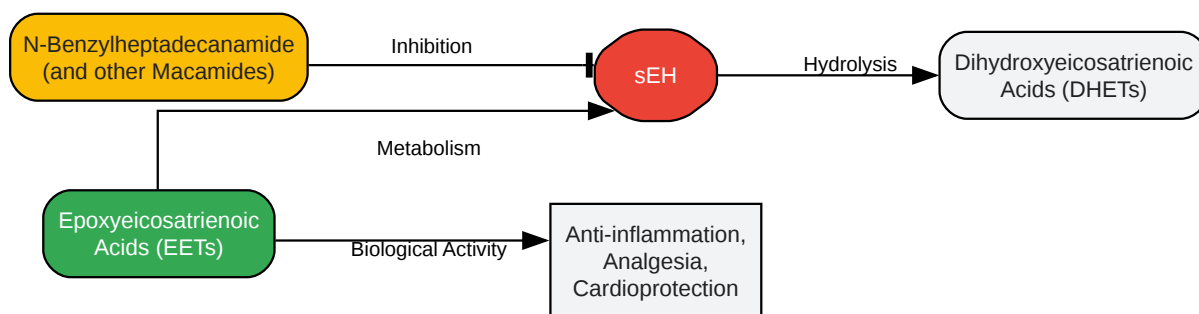 N-Benzylheptadecanamide
(and other Macamides)
Inhibition
sEH
Hydrolysis
Dihydroxyeicosatrienoic
Acids (DHETs)
Metabolism
Epoxyeicosatrienoic
Acids (EETs)
Biological Activity
Anti-inflammation,
Analgesia,
Cardioprotection